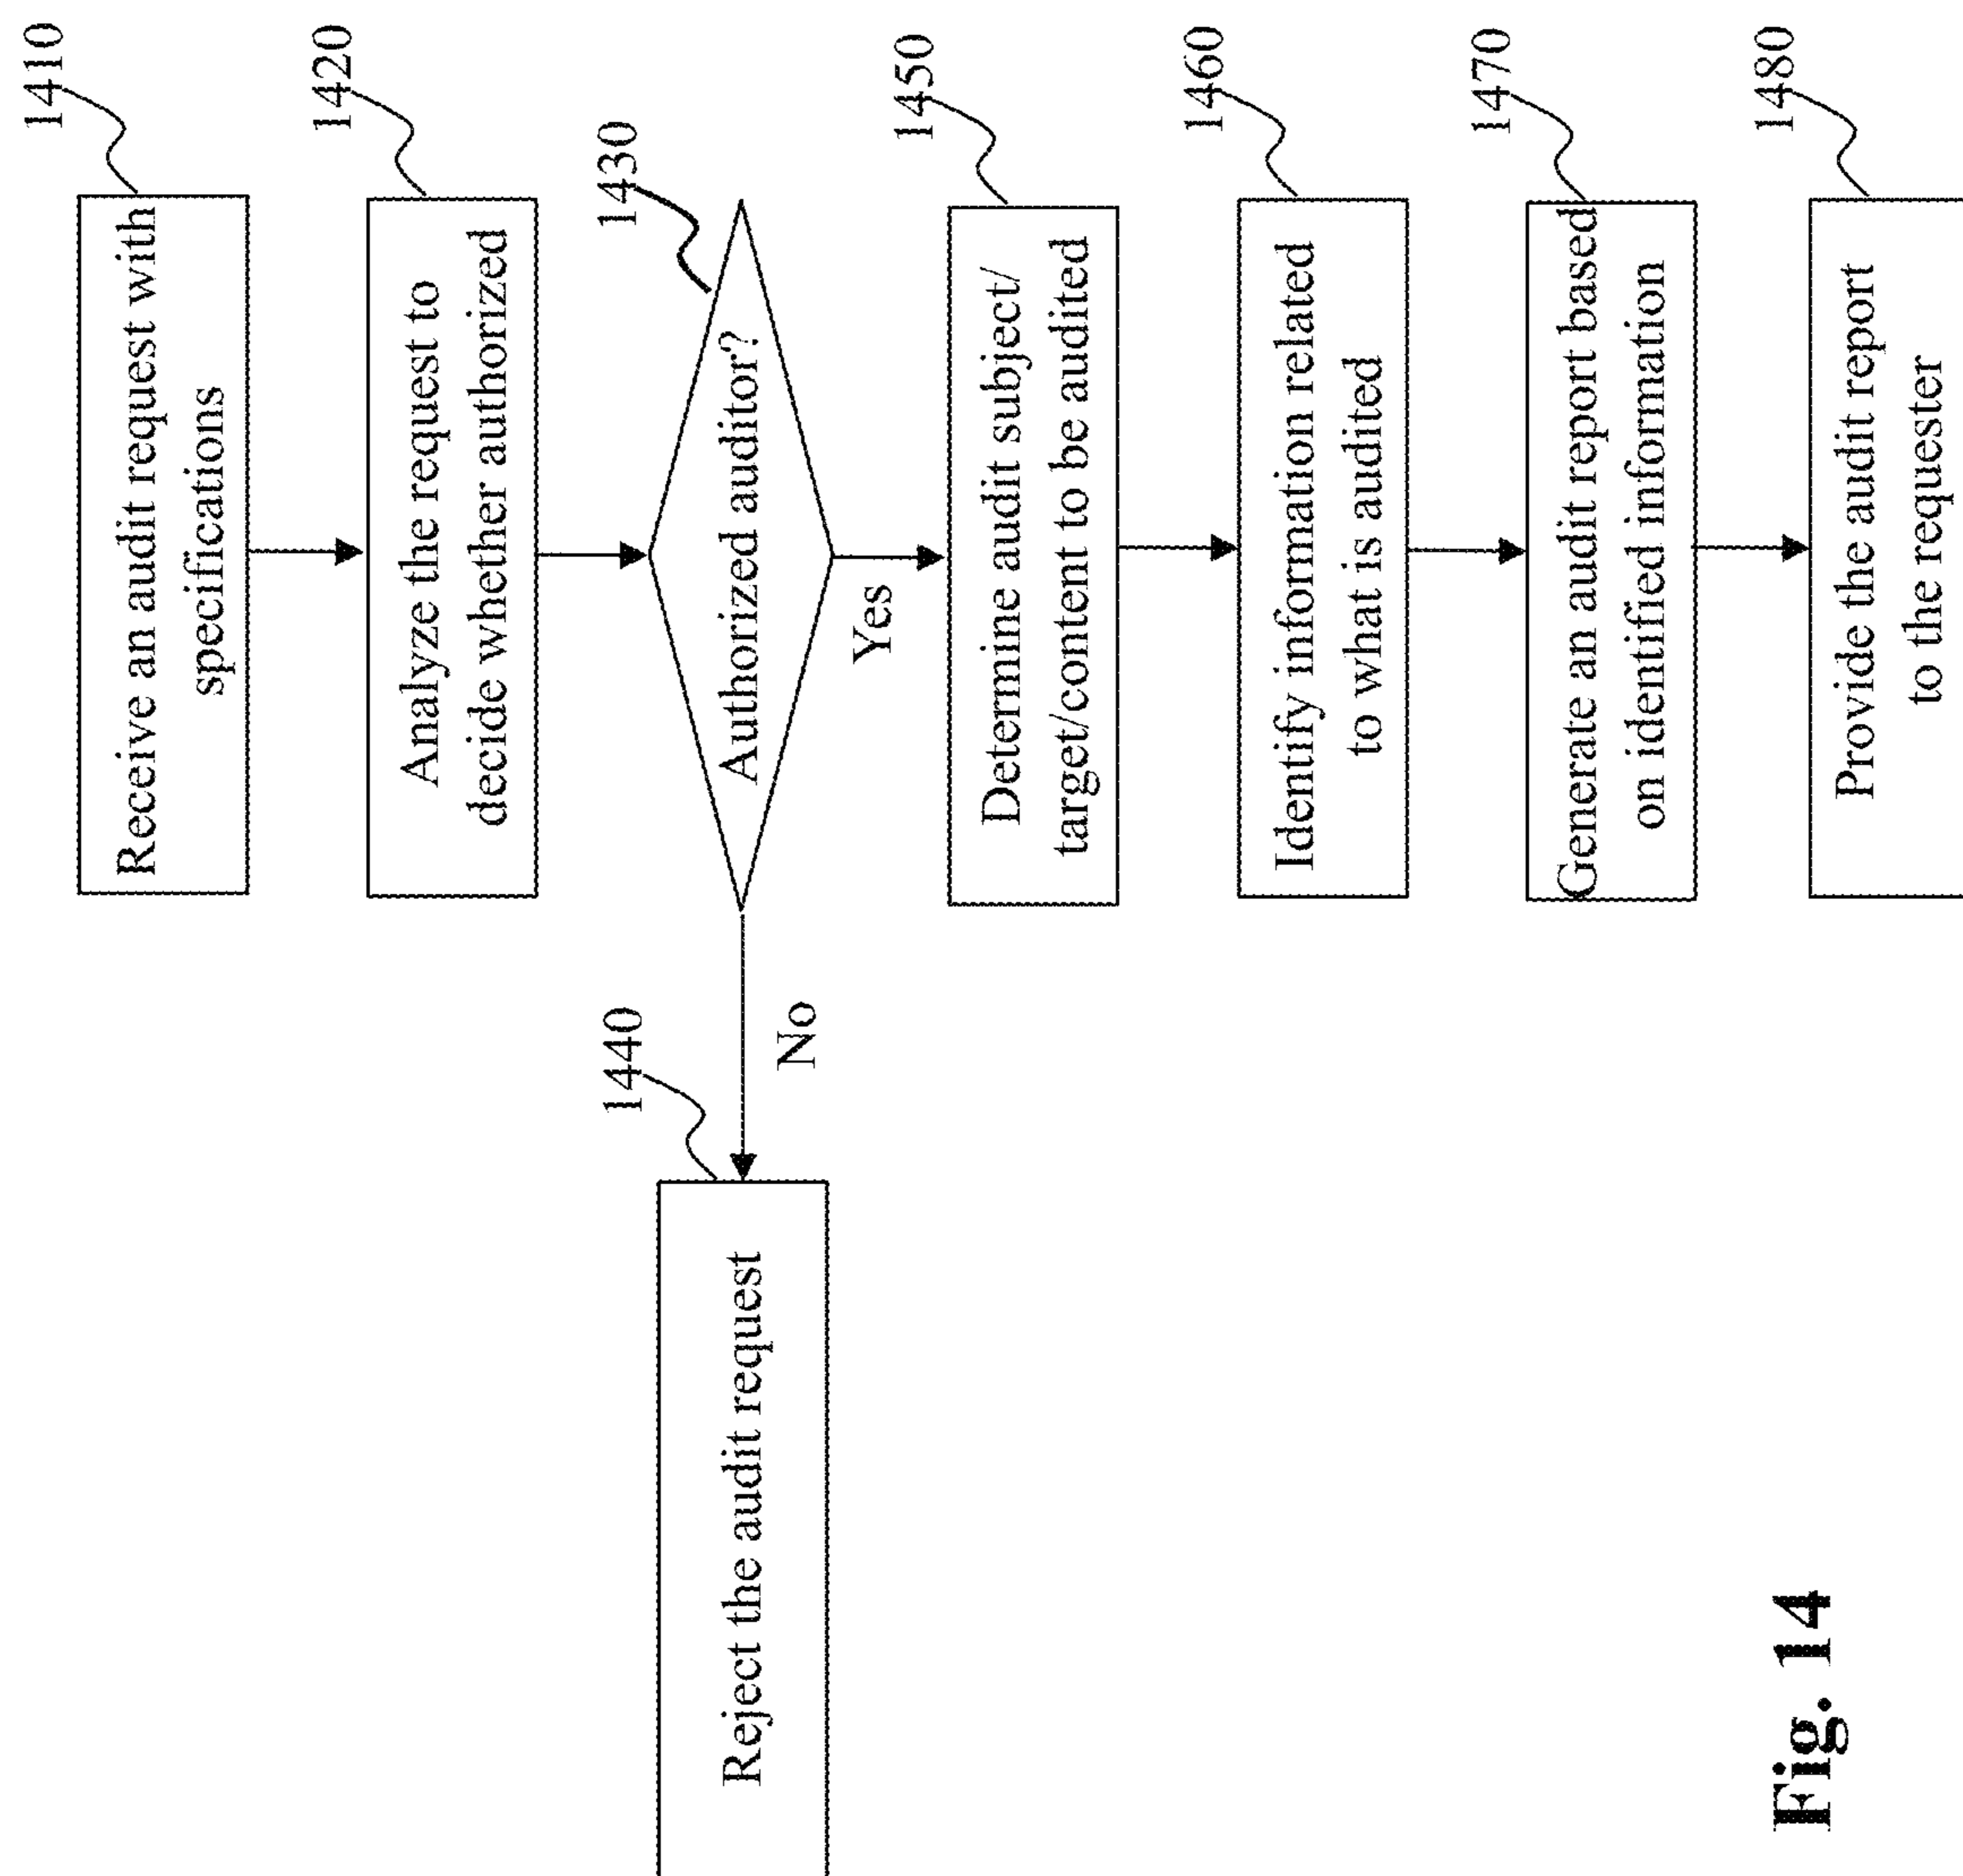 1410
Receive an audit request with
specifications
1420
Analyze the request to
decide whether authorized
1430
Authorized auditor?
No
1440
Reject the audit request
Yes
1450
Determine audit subject/
target/content to be audited
1460
Identify information related
to what is audited
1470
Generate an audit report based
on identified information
1480
Provide the audit report
to the requester
Fig. 14